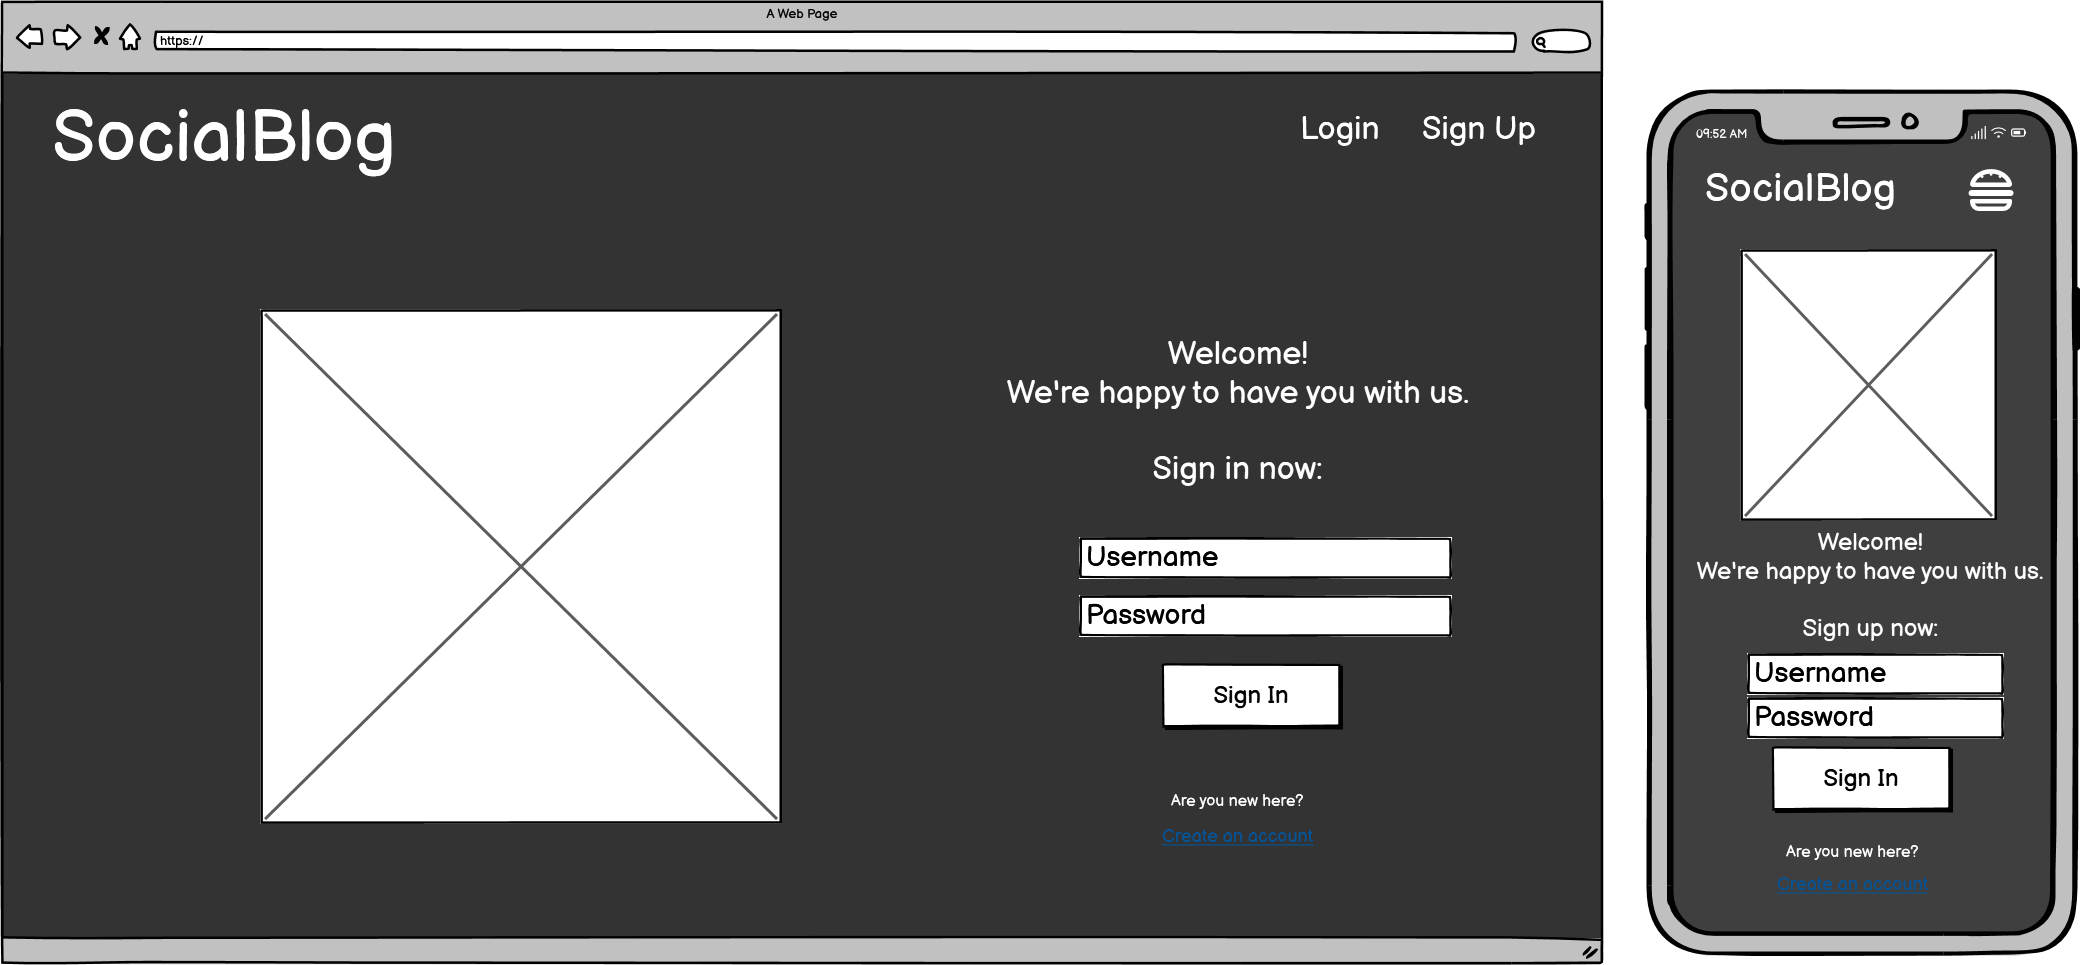 A Web Page
https://
SocialBlog
Login
Sign Up
Welcome!
We're happy to have you with us.
Sign in now:
Username
Password
Sign In
Are you new here?
Create an account
09:52 AM
SocialBlog
Welcome!
We're happy to have you with us.
Sign up now:
Username
Password
Sign In
Are you new here?
Create an account